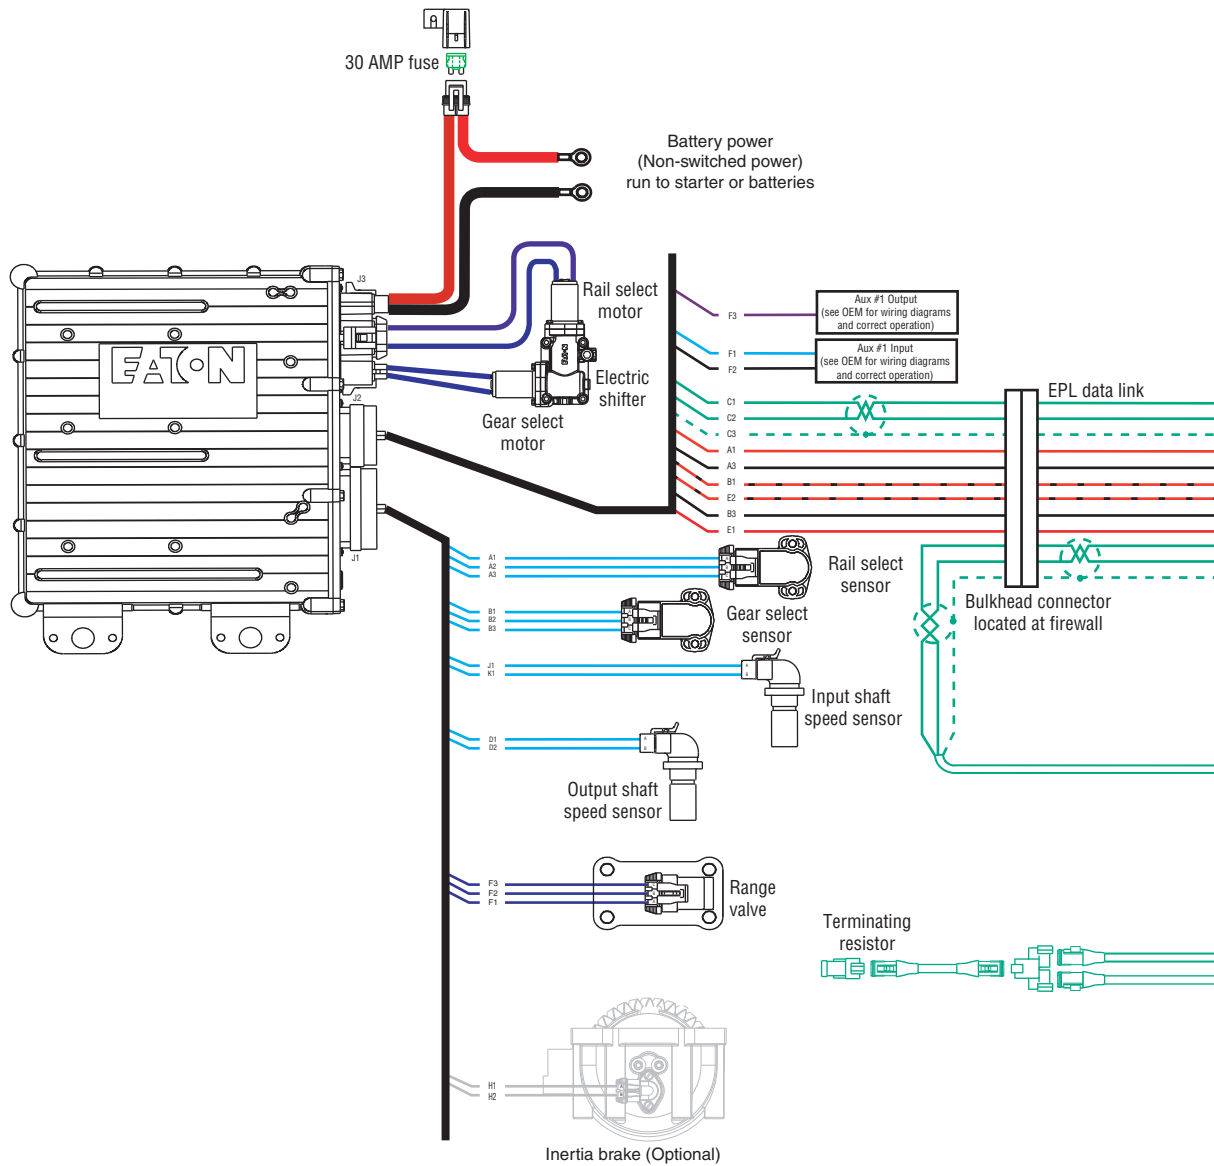 30 AMP fuse
Battery power
(Non-switched power)
run to starter or batteries
J3
Rail select
motor
EATON
EATON
Electric
shifter
Gear select
motor
J2
J1
F3
Aux #1 Output
(see OEM for wiring diagrams
and correct operation)
F1
F2
Aux #1 Input
(see OEM for wiring diagrams
and correct operation)
EPL data link
C1
C2
C3
A1
A3
B1
E2
B3
E1
A1
A2
A3
Rail select
sensor
B1
B2
B3
Gear select
sensor
Bulkhead connector
located at firewall
J1
K1
A
B
Input shaft
speed sensor
D1
D2
A
B
Output shaft
speed sensor
F3
F2
F1
Range
valve
Terminating
resistor
H1
H2
A
B
Inertia brake (Optional)